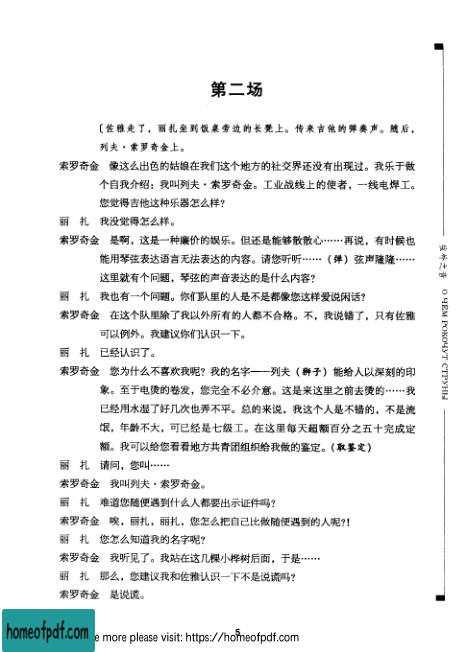 第二场
〔佐雅走了，丽扎坐到饭桌旁边的长凳上。传来吉他的弹奏声。随后，
列夫·索罗奇金上。
索罗奇金 像这么出色的姑娘在我们这个地方的社交界还没有出现过。我乐于做
个自我介绍：我叫列夫·索罗奇金。工业战线上的使者，一线电焊工。
您觉得吉他这种乐器怎么样？
丽 扎 我没觉得怎么样。
索罗奇金 是啊，这是一种廉价的娱乐。但还是能够散散心……再说，有时候也
能用琴弦表达语言无法表达的内容。请您听听……（弹）弦声隆隆……
这里就有个问题，琴弦的声音表达的是什么内容？
丽 扎 我也有一个问题。你们队里的人是不是都像您这样爱说闲话？
索罗奇金 在这个队里除了我以外所有的人都不合格。不，我说错了，只有佐雅
可以例外。我建议你们认识一下。
丽 扎 已经认识了。
索罗奇金 您为什么不喜欢我呢？我的名字——列夫（狮子）能给人以深刻的印
象。至于电烫的卷发，您完全不必介意。这是来这里之前去烫的……我
已经用水湿了好几次也弄不平。总的来说，我这个人是不错的，不是流
氓，年龄不大，可已经是七级工。在这里每天超额百分之五十完成定
额。我可以给您看看地方共青团组织给我做的鉴定。（取鉴定）
丽 扎 请问，您叫……
索罗奇金 我叫列夫·索罗奇金。
丽 扎 难道您随便遇到什么人都要出示证件吗？
索罗奇金 唉，丽扎，丽扎，您怎么把自己比做随便遇到的人呢？！
丽 扎 您怎么知道我的名字呢？
索罗奇金 我听见了。我站在这几棵小桦树后面，于是……
丽 扎 那么，您建议我和佐雅认识一下不是说谎吗？
索罗奇金 是说谎。
弦外之音 О ЧЁМ РОКОЧУТ СТРУНЫ
5
homeofpdf.com
e more please visit: https://homeofpdf.com